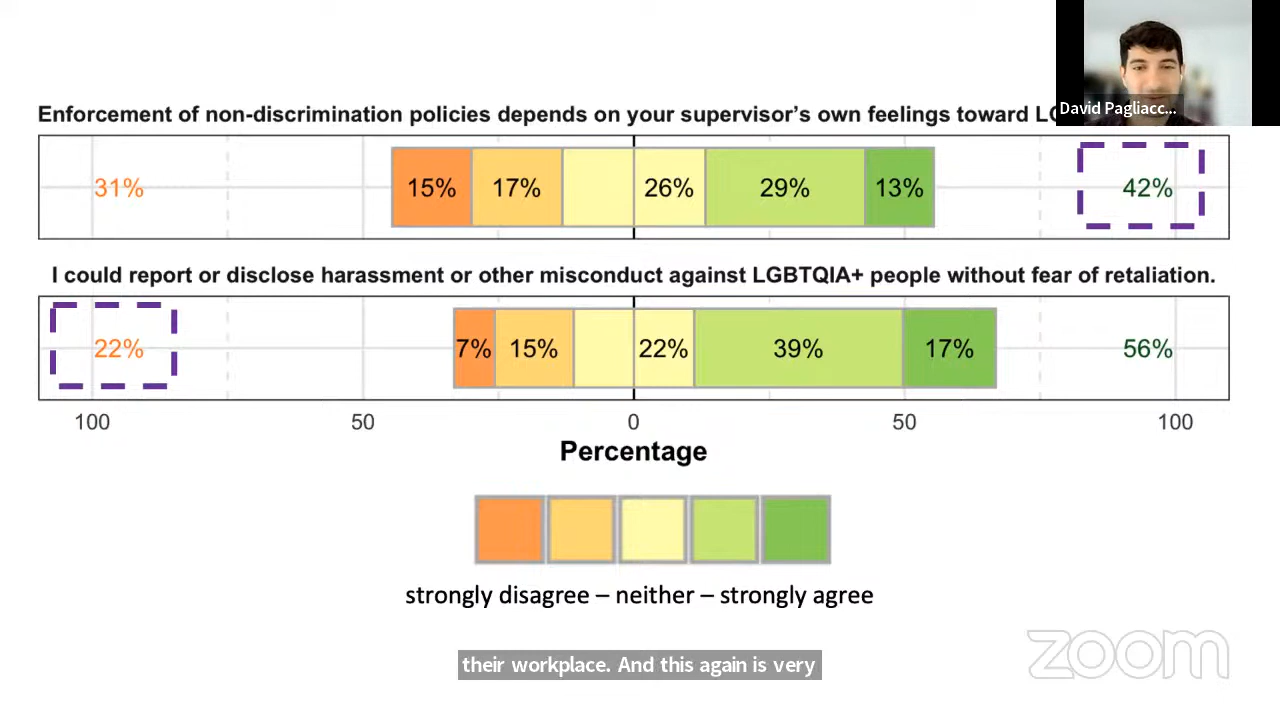 David Pagliacc...
Enforcement of non-discrimination policies depends on your supervisor's own feelings toward
31% 15% 17% 26% 29% 13% 42%
I could report or disclose harassment or other misconduct against LGBTQIA+ people without fear of retaliation.
22% 7% 15% 22% 39% 17% 56%
100 50 0 50 100
Percentage
strongly disagree – neither – strongly agree
their workplace. And this again is very
zoom